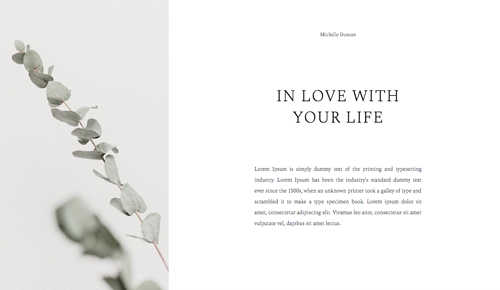 Michelle Duncan
IN LOVE WITH
YOUR LIFE
Lorem Ipsum is simply dummy text of the printing and typesetting
industry. Lorem Ipsum has been the industry's standard dummy text
ever since the 1500s, when an unknown printer took a galley of type and
scrambled it to make a type specimen book. Lorem ipsum dolor sit
amet, consectetur adipiscing elit. Vivamus leo ante, consectetur sit amet
vulputate vel, dapibus sit amet lectus.